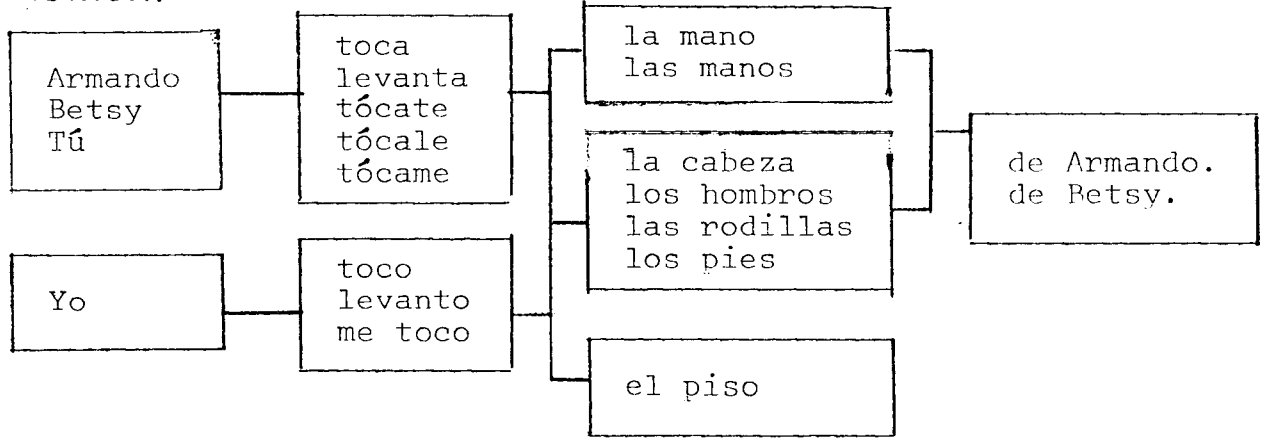 Armando
Betsy
Tú
toca
levanta
tócate
tócale
tócame
Yo
toco
levanto
me toco
la mano
las manos
la cabeza
los hombros
las rodillas
los pies
el piso
de Armando.
de Betsy.